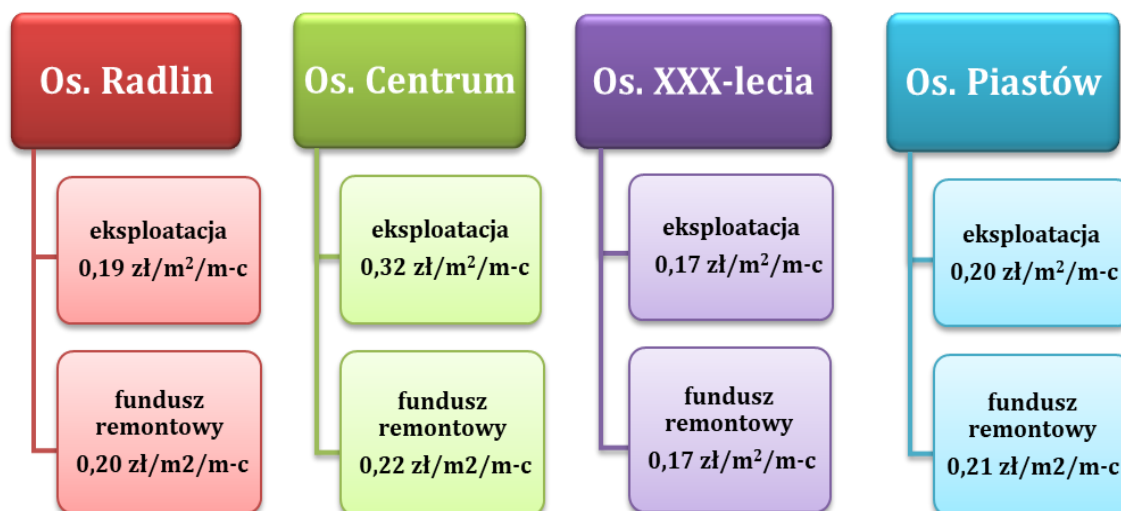 Os. Radlin
eksploatacja
0,19 zł/m²/m-c
fundusz
remontowy
0,20 zł/m2/m-c
Os. Centrum
eksploatacja
0,32 zł/m²/m-c
fundusz
remontowy
0,22 zł/m2/m-c
Os. XXX-lecia
eksploatacja
0,17 zł/m²/m-c
fundusz
remontowy
0,17 zł/m²/m-c
Os. Piastów
eksploatacja
0,20 zł/m²/m-c
fundusz
remontowy
0,21 zł/m2/m-c